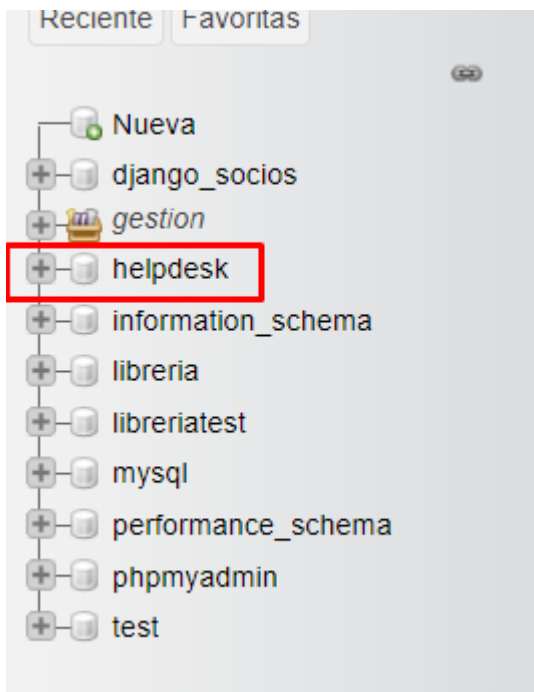 Reciente Favoritas
Nueva
django_socios
gestion
helpdesk
information_schema
libreria
libreriatest
mysql
performance_schema
phpmyadmin
test